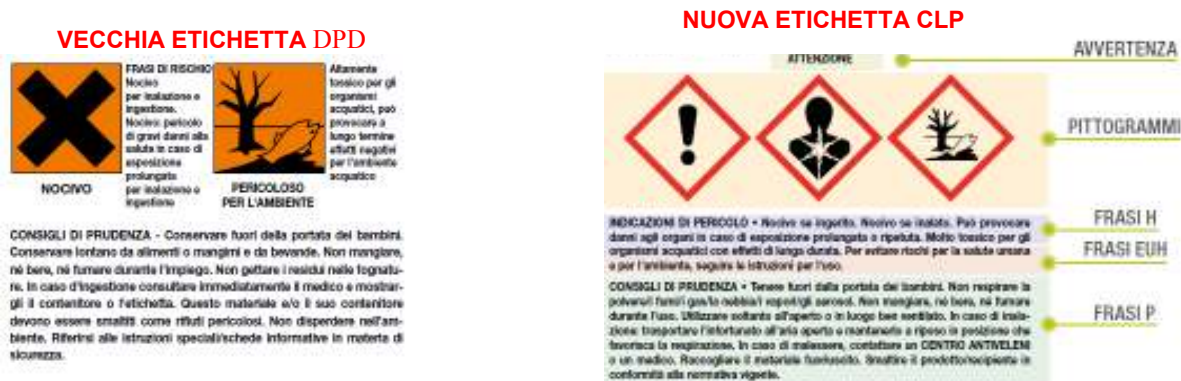 VECCHIA ETICHETTA DPD
FRASI DI RISCHIO
Nocivo
per inalazione e
ingestione.
Nocivo: pericolo
di gravi danni alla
salute in caso di
esposizione
prolungata
per inalazione e
ingestione
NOCIVO
Altamente
tossico per gli
organismi
acquatici, può
provocare a
lungo termine
effetti negativi
per l'ambiente
acquatico
PERICOLOSO
PER L'AMBIENTE
CONSIGLI DI PRUDENZA - Conservare fuori della portata dei bambini.
Conservare lontano da alimenti o mangimi e da bevande. Non mangiare,
né bere, né fumare durante l'impiego. Non gettare i residui nelle fognatu-
re. In caso d'ingestione consultare immediatamente il medico e mostrar-
gli il contenitore o l'etichetta. Questo materiale e/o il suo contenitore
devono essere smaltiti come rifiuti pericolosi. Non disperdere nell'am-
biente. Riferirsi alle istruzioni speciali/schede informative in materia di
sicurezza.
NUOVA ETICHETTA CLP
ATTENZIONE
AVVERTENZA
PITTOGRAMMI
INDICAZIONI DI PERICOLO • Nocivo se ingerito. Nocivo se inalato. Può provocare
danni agli organi in caso di esposizione prolungata o ripetuta. Molto tossico per gli
organismi acquatici con effetti di lunga durata. Per evitare rischi per la salute umana
e per l'ambiente, seguire le istruzioni per l'uso.
FRASI H
FRASI EUH
CONSIGLI DI PRUDENZA • Tenere fuori dalla portata dei bambini. Non respirare la
polvere/i fumi/i gas/la nebbia/i vapori/gli aerosol. Non mangiare, né bere, né fumare
durante l'uso. Utilizzare soltanto all'aperto o in luogo ben ventilato. In caso di inala-
zione: trasportare l'infortunato all'aria aperta e mantenerlo a riposo in posizione che
favorisca la respirazione. In caso di malessere, contattare un CENTRO ANTIVELENI
o un medico. Raccogliere il materiale fuoriuscito. Smaltire il prodotto/recipiente in
conformità alla normativa vigente.
FRASI P